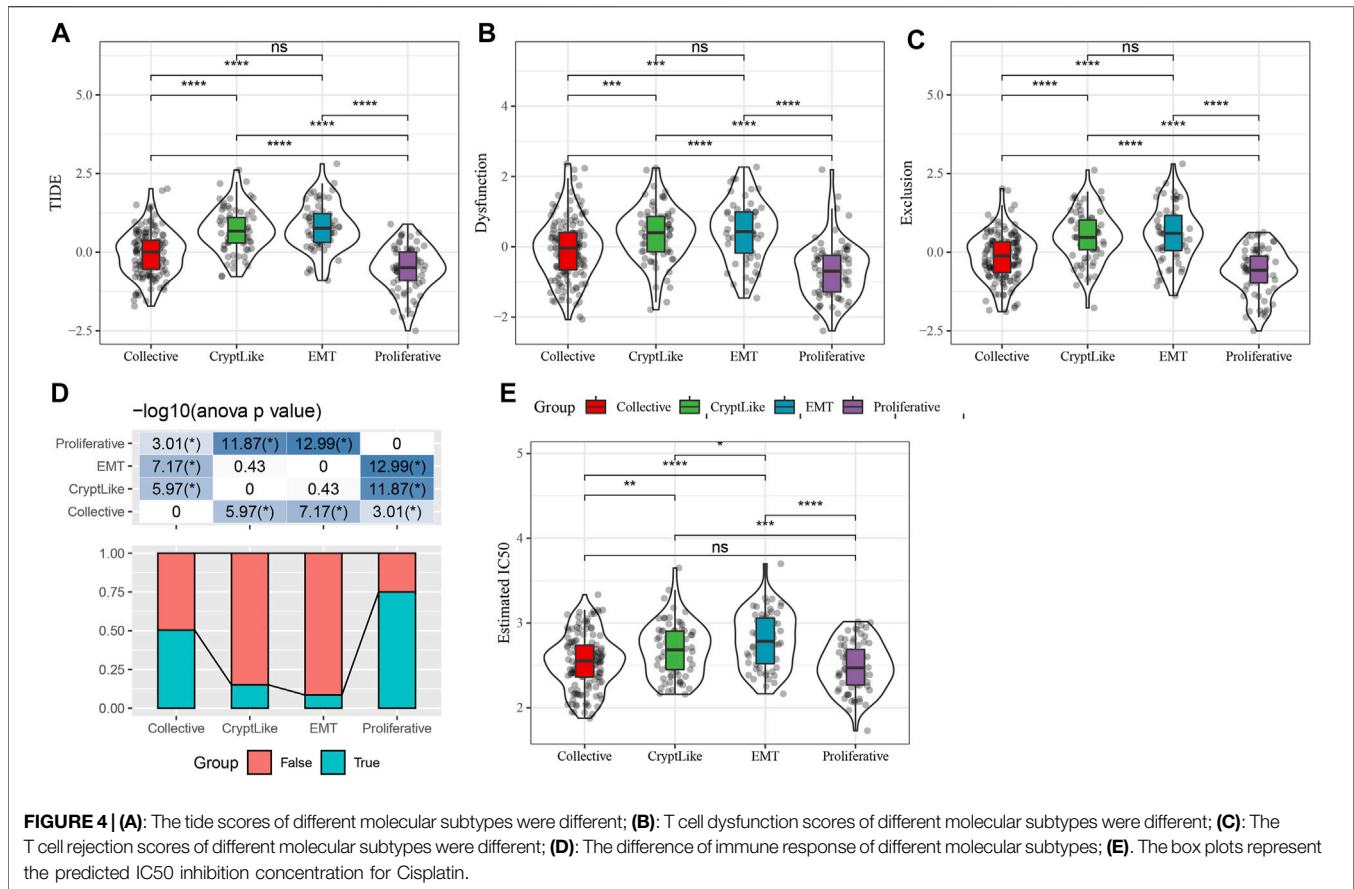 A
ns
****
****
****
****
****
5.0
2.5
0.0
−2.5
TIDE
Collective CryptLike EMT Proliferative
B
ns
***
***
****
****
****
4
2
0
−2
Dysfunction
Collective CryptLike EMT Proliferative
C
ns
****
****
****
****
****
5.0
2.5
0.0
−2.5
Exclusion
Collective CryptLike EMT Proliferative
D
−log10(anova p value)
Proliferative 3.01(*) 11.87(*) 12.99(*) 0
EMT 7.17(*) 0.43 0 12.99(*)
CryptLike 5.97(*) 0 0.43 11.87(*)
Collective 0 5.97(*) 7.17(*) 3.01(*)
1.00
0.75
0.50
0.25
0.00
Collective CryptLike EMT Proliferative
Group False True
E
Group Collective CryptLike EMT Proliferative
*
****
**
****
***
ns
5
4
3
2
Estimated IC50
Collective CryptLike EMT Proliferative
FIGURE 4 | (A): The tide scores of different molecular subtypes were different; (B): T cell dysfunction scores of different molecular subtypes were different; (C): The
T cell rejection scores of different molecular subtypes were different; (D): The difference of immune response of different molecular subtypes; (E). The box plots represent
the predicted IC50 inhibition concentration for Cisplatin.